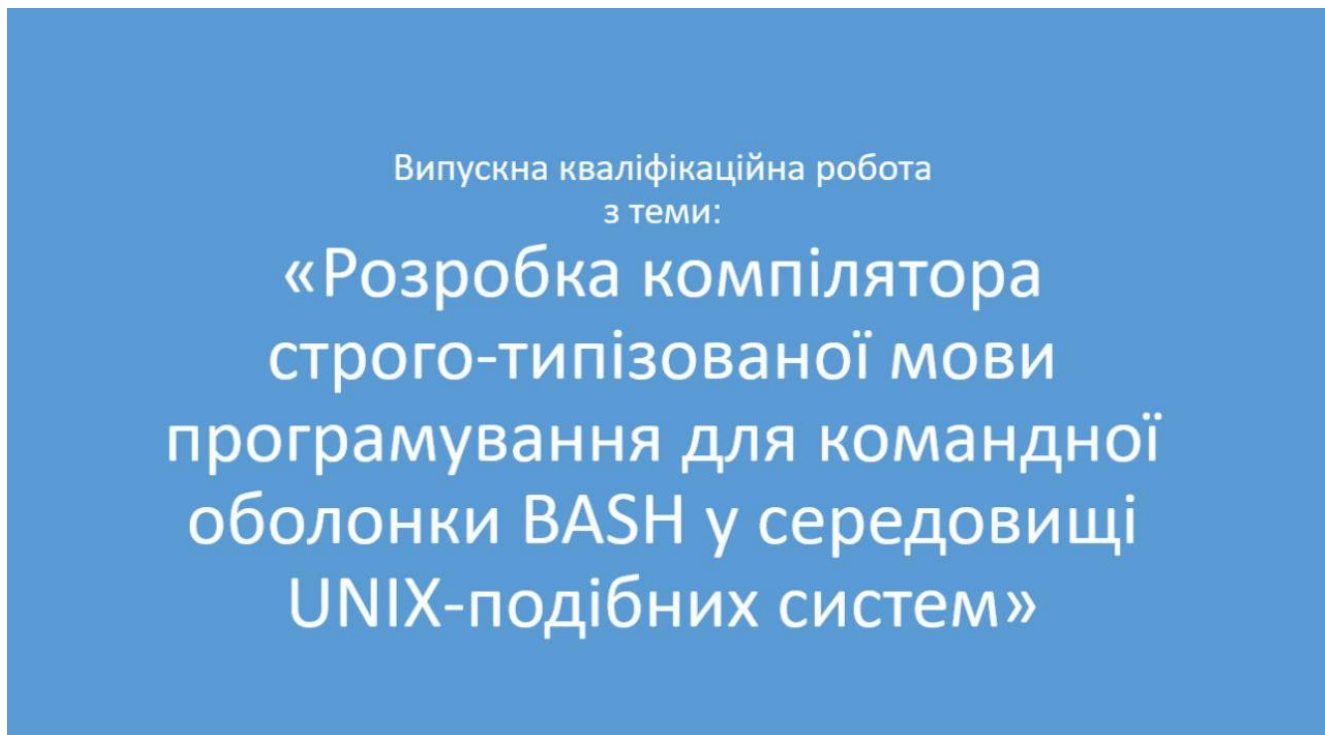 Випускна кваліфікаційна робота
з теми:
«Розробка компілятора
строго-типізованої мови
програмування для командної
оболонки BASH у середовищі
UNIX-подібних систем»